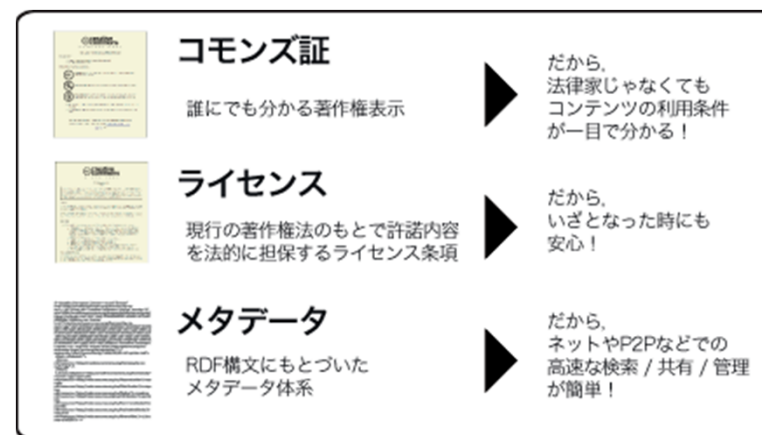 コモンズ証
誰にでも分かる著作権表示
だから,
法律家じゃなくても
コンテンツの利用条件
が一目で分かる！
ライセンス
現行の著作権法のもとで許諾内容
を法的に担保するライセンス条項
だから,
いざとなった時にも
安心！
メタデータ
RDF構文にもとづいた
メタデータ体系
だから,
ネットやP2Pなどでの
高速な検索 / 共有 / 管理
が簡単！